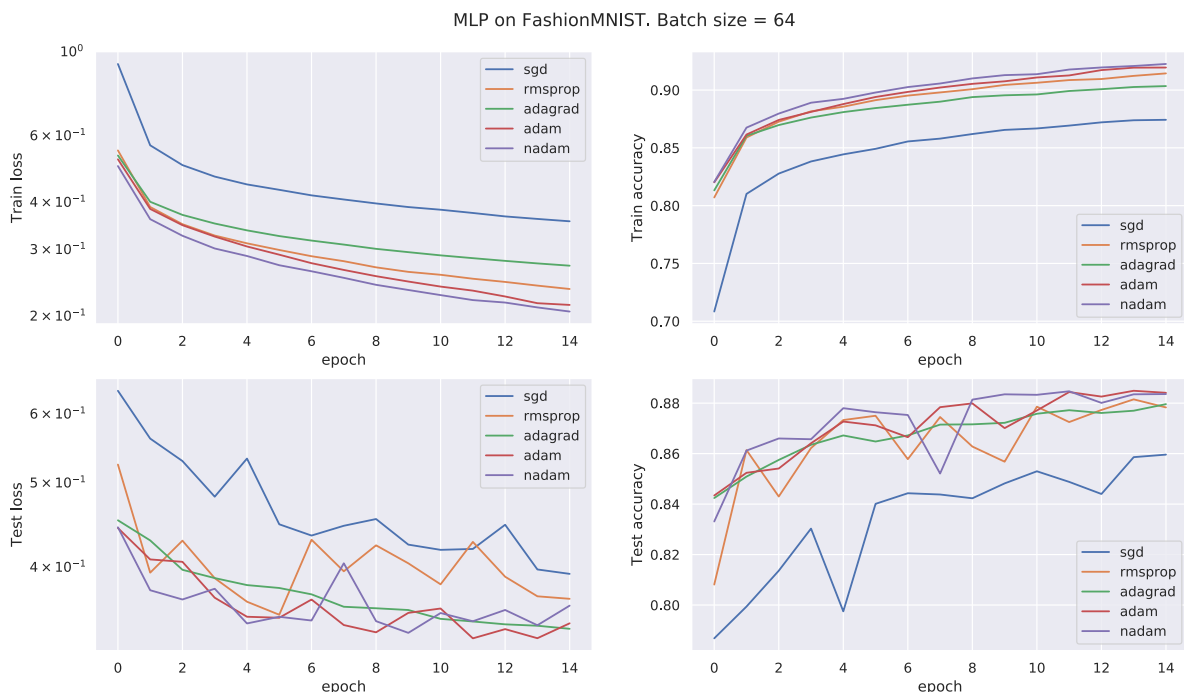 MLP on FashionMNIST. Batch size = 64
10⁰
6 × 10⁻¹
4 × 10⁻¹
3 × 10⁻¹
2 × 10⁻¹
Train loss
0 2 4 6 8 10 12 14
epoch
sgd
rmsprop
adagrad
adam
nadam
0.90
0.85
0.80
0.75
0.70
Train accuracy
0 2 4 6 8 10 12 14
epoch
sgd
rmsprop
adagrad
adam
nadam
6 × 10⁻¹
5 × 10⁻¹
4 × 10⁻¹
Test loss
0 2 4 6 8 10 12 14
epoch
sgd
rmsprop
adagrad
adam
nadam
0.88
0.86
0.84
0.82
0.80
Test accuracy
0 2 4 6 8 10 12 14
epoch
sgd
rmsprop
adagrad
adam
nadam